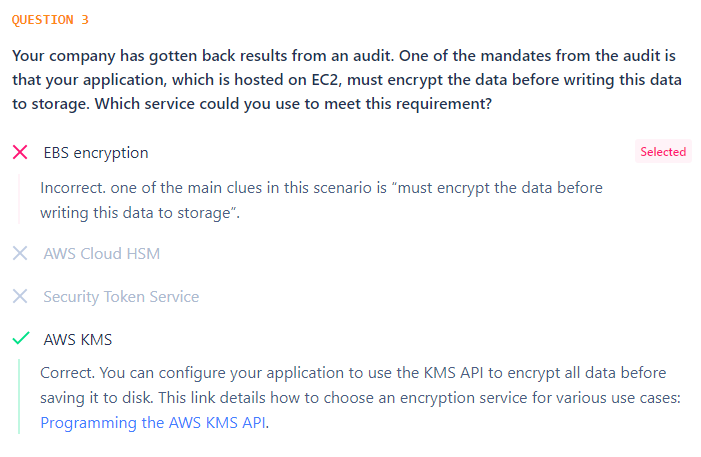 QUESTION 3
Your company has gotten back results from an audit. One of the mandates from the audit is
that your application, which is hosted on EC2, must encrypt the data before writing this data
to storage. Which service could you use to meet this requirement?
EBS encryption
Selected
Incorrect. one of the main clues in this scenario is “must encrypt the data before
writing this data to storage”.
AWS Cloud HSM
Security Token Service
AWS KMS
Correct. You can configure your application to use the KMS API to encrypt all data before
saving it to disk. This link details how to choose an encryption service for various use cases:
Programming the AWS KMS API.